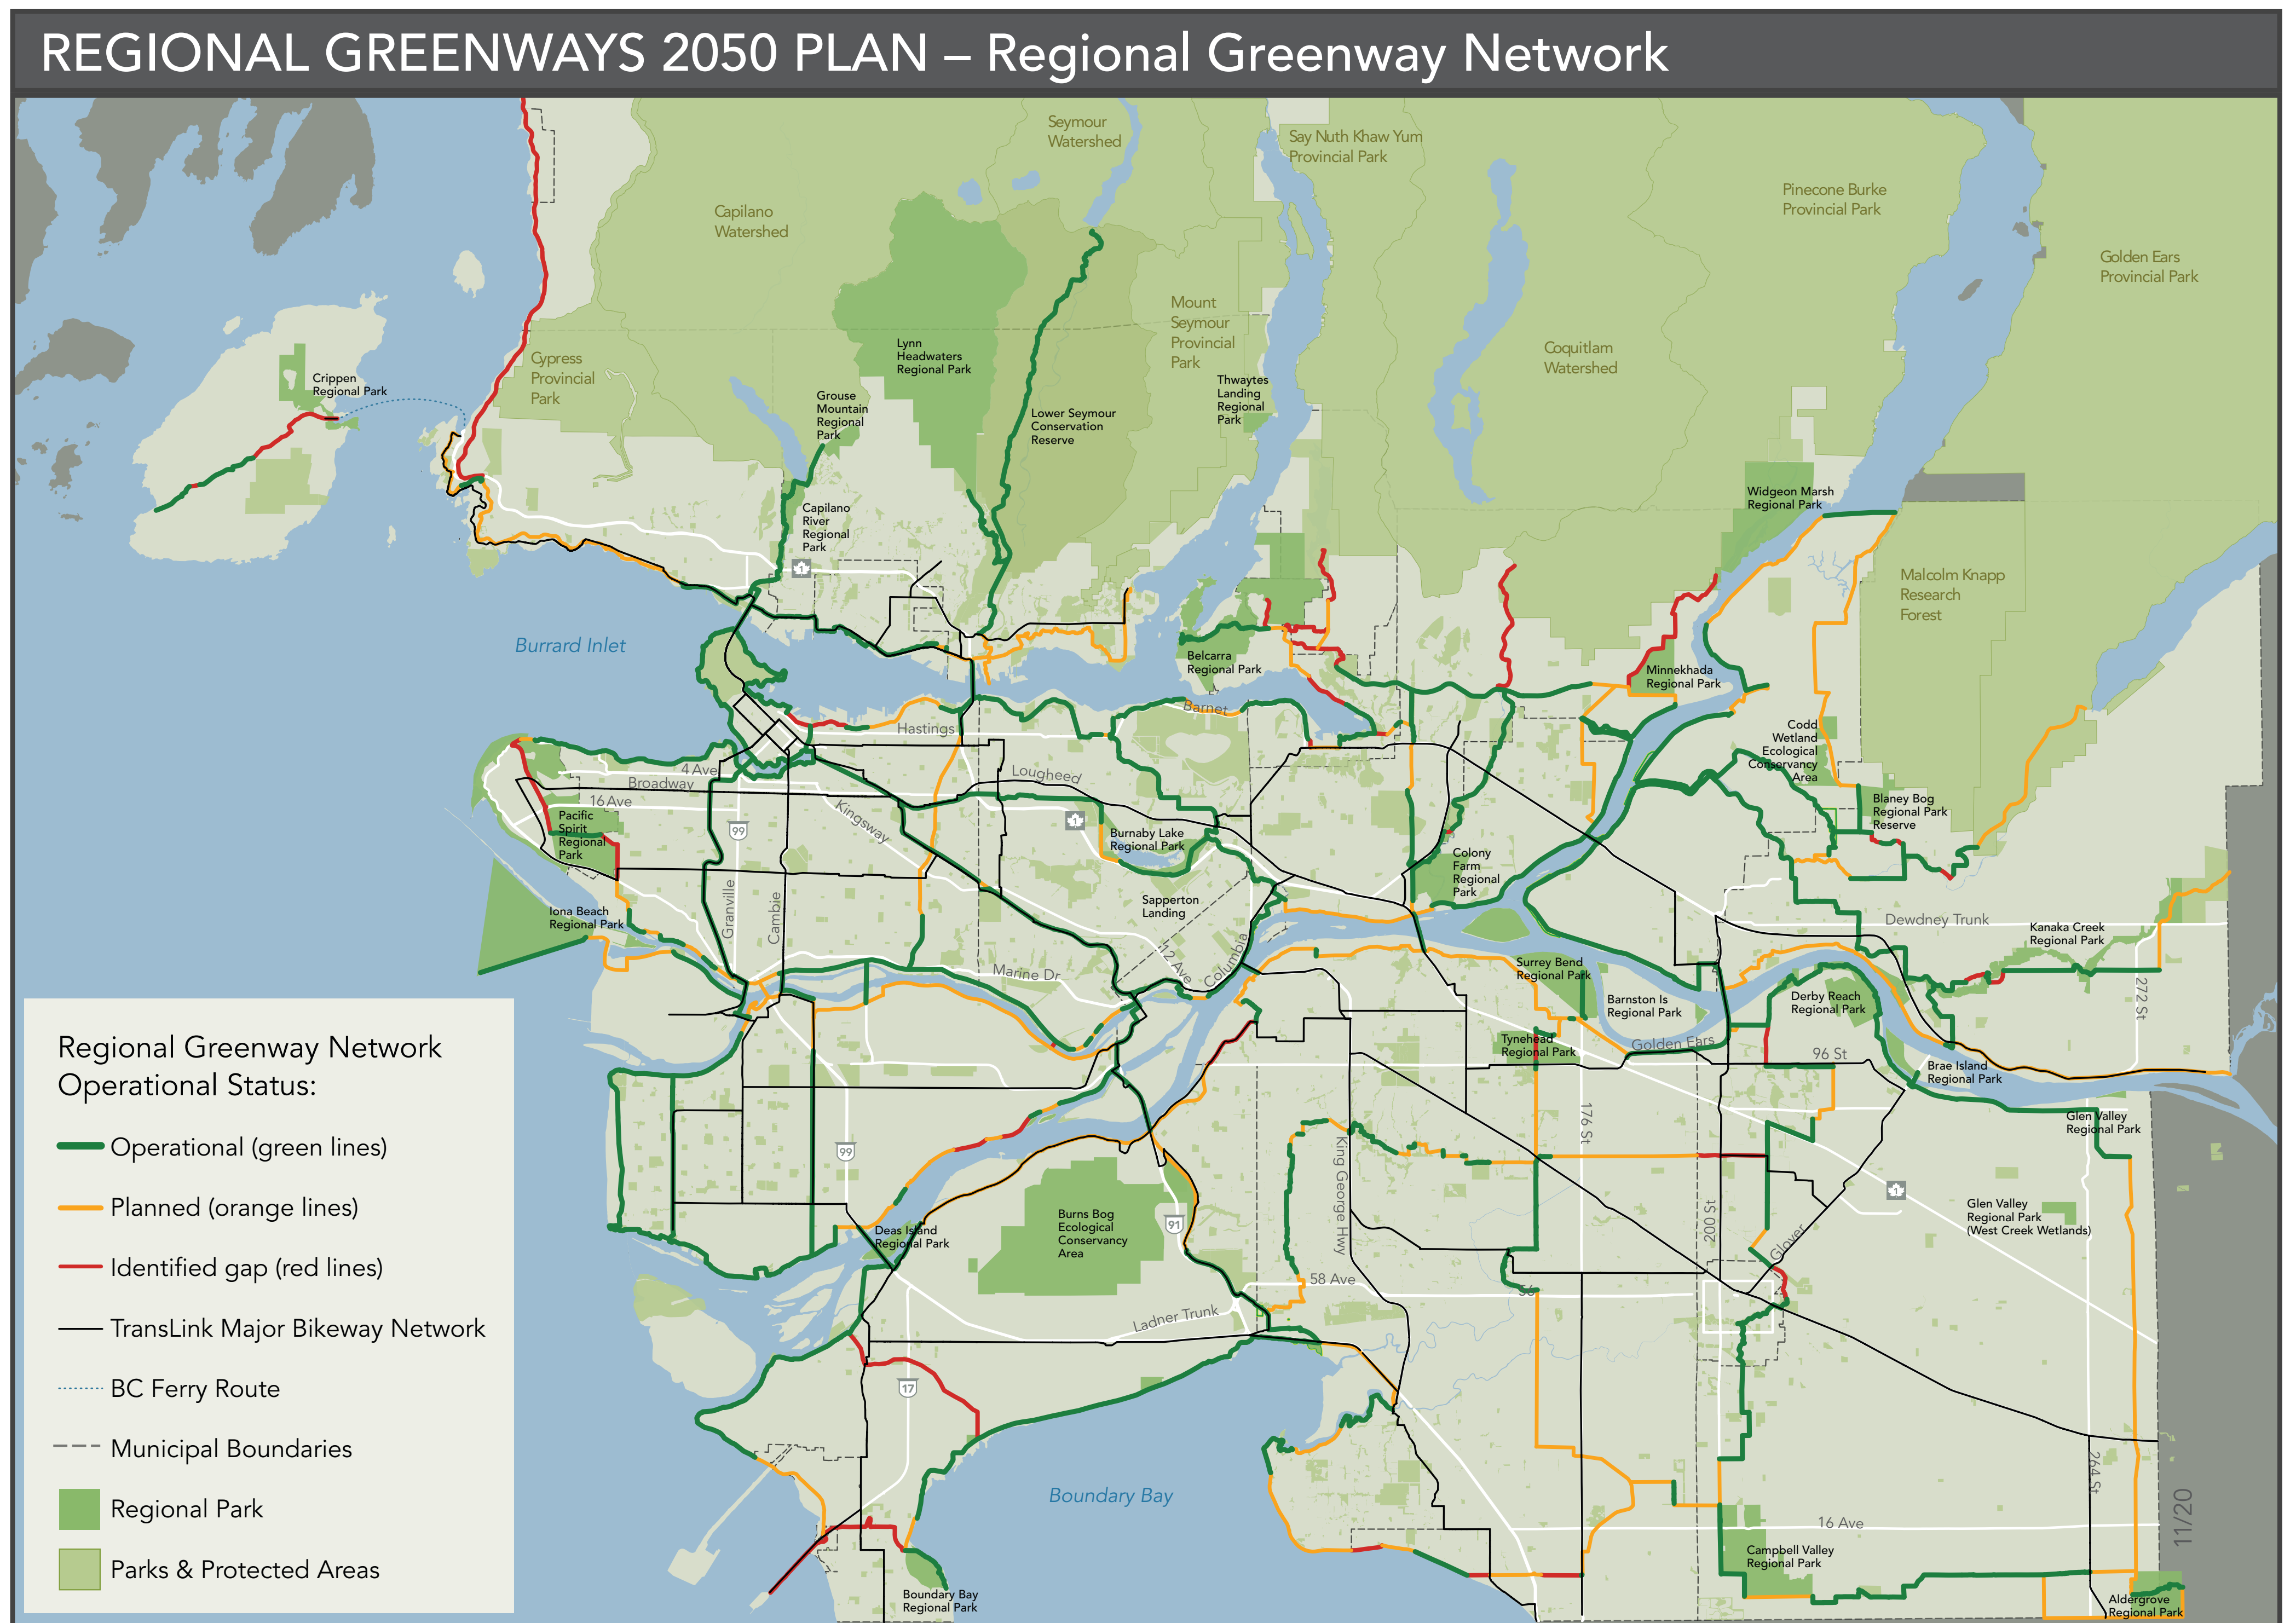 REGIONAL GREENWAYS 2050 PLAN – Regional Greenway Network
Seymour
Watershed
Say Nuth Khaw Yum
Provincial Park
Pinecone Burke
Provincial Park
Capilano
Watershed
Golden Ears
Provincial Park
Mount
Seymour
Provincial
Park
Cypress
Provincial
Park
Lynn
Headwaters
Regional Park
Coquitlam
Watershed
Crippen
Regional Park
Grouse
Mountain
Regional
Park
Thwaytes
Landing
Regional
Park
Lower Seymour
Conservation
Reserve
Widgeon Marsh
Regional Park
Capilano
River
Regional
Park
1
Malcolm Knapp
Research
Forest
Burrard Inlet
Belcarra
Regional Park
Minnekhada
Regional Park
Barnet
Hastings
Codd
Wetland
Ecological
Conservancy
Area
4 Ave
Broadway
Lougheed
16 Ave
Kingsway
Blaney Bog
Regional Park
Reserve
Pacific
Spirit
Regional
Park
99
1
Burnaby Lake
Regional Park
Colony
Farm
Regional
Park
Granville
Cambie
Sapperton
Landing
Iona Beach
Regional Park
Dewdney Trunk
Kanaka Creek
Regional Park
12 Ave
Columbia
Marine Dr
Surrey Bend
Regional Park
Barnston Is
Regional Park
Derby Reach
Regional Park
272 St
Tynehead
Regional Park
Golden Ears
96 St
Brae Island
Regional Park
176 St
Glen Valley
Regional Park
99
King George Hwy
1
Glen Valley
Regional Park
(West Creek Wetlands)
200 St
Glover
Burns Bog
Ecological
Conservancy
Area
91
Deas Island
Regional Park
58 Ave
56
Ladner Trunk
17
264 St
Boundary Bay
16 Ave
11/20
Campbell Valley
Regional Park
Boundary Bay
Regional Park
Aldergrove
Regional Park
Regional Greenway Network
Operational Status:
Operational (green lines)
Planned (orange lines)
Identified gap (red lines)
TransLink Major Bikeway Network
BC Ferry Route
Municipal Boundaries
Regional Park
Parks & Protected Areas